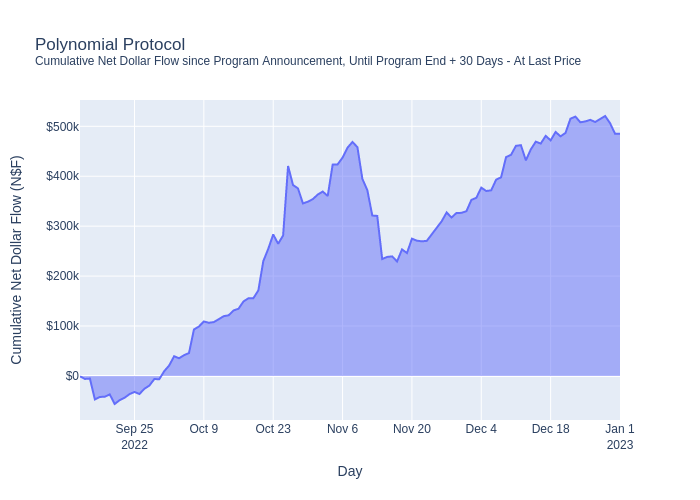 Polynomial Protocol
Cumulative Net Dollar Flow since Program Announcement, Until Program End + 30 Days - At Last Price
Cumulative Net Dollar Flow (N$F)
$500k
$400k
$300k
$200k
$100k
$0
Sep 25
2022
Oct 9
Oct 23
Nov 6
Nov 20
Dec 4
Dec 18
Jan 1
2023
Day